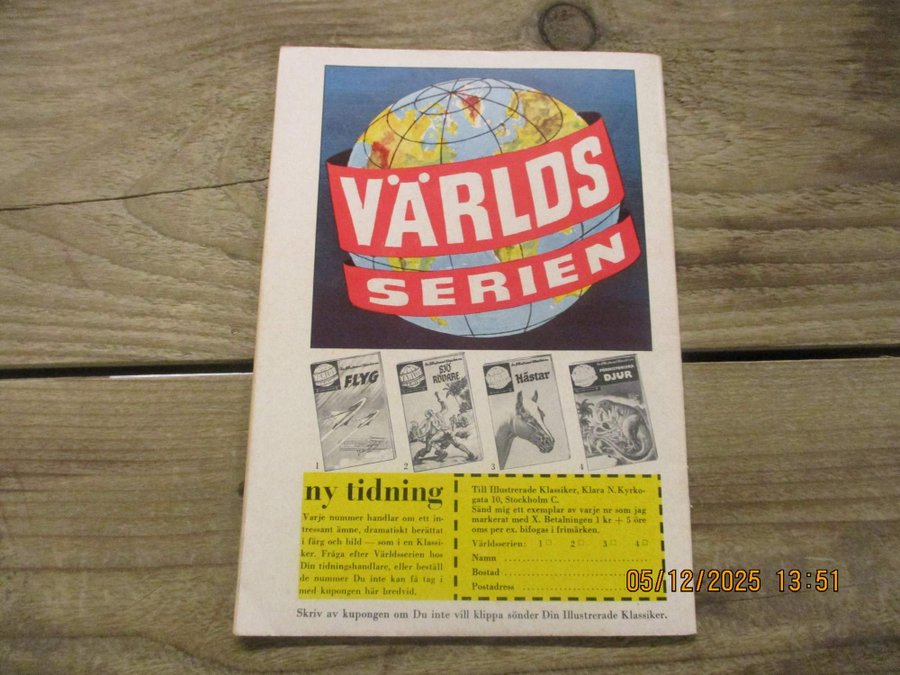 VÄRLDS
SERIEN
FLYG
SJÖ
RÖVARE
Hästar
FÖRHISTORISKA
DJUR
1
2
3
4
ny tidning
Varje nummer handlar om ett in-
tressant ämne, dramatiskt berättat
i färg och bild — som i en Klassi-
ker. Fråga efter Världsserien hos
Din tidningshandlare, eller beställ
de nummer Du inte kan få tag i
med kupongen här bredvid.
Till Illustrerade Klassiker, Klara N. Kyrko-
gata 10, Stockholm C.
Sänd mig ett exemplar av varje nr som jag
markerat med X. Betalningen 1 kr + 5 öre
oms per ex. bifogas i frimärken.
Världsserien: 1 □ 2 □ 3 □ 4 □
Namn
Bostad
Postadress
Skriv av kupongen om Du inte vill klippa sönder Din Illustrerade Klassiker.
05/12/2025 13:51